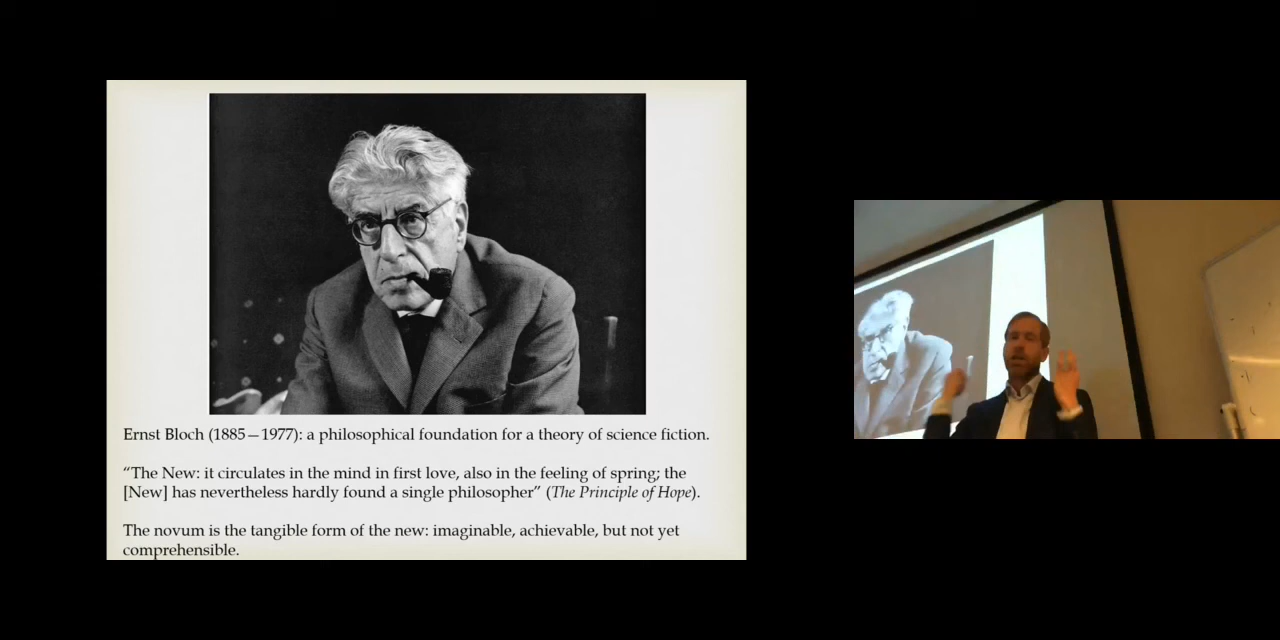 Ernst Bloch (1885—1977): a philosophical foundation for a theory of science fiction.
“The New: it circulates in the mind in first love, also in the feeling of spring; the
[New] has nevertheless hardly found a single philosopher” (The Principle of Hope).
The novum is the tangible form of the new: imaginable, achievable, but not yet
comprehensible.